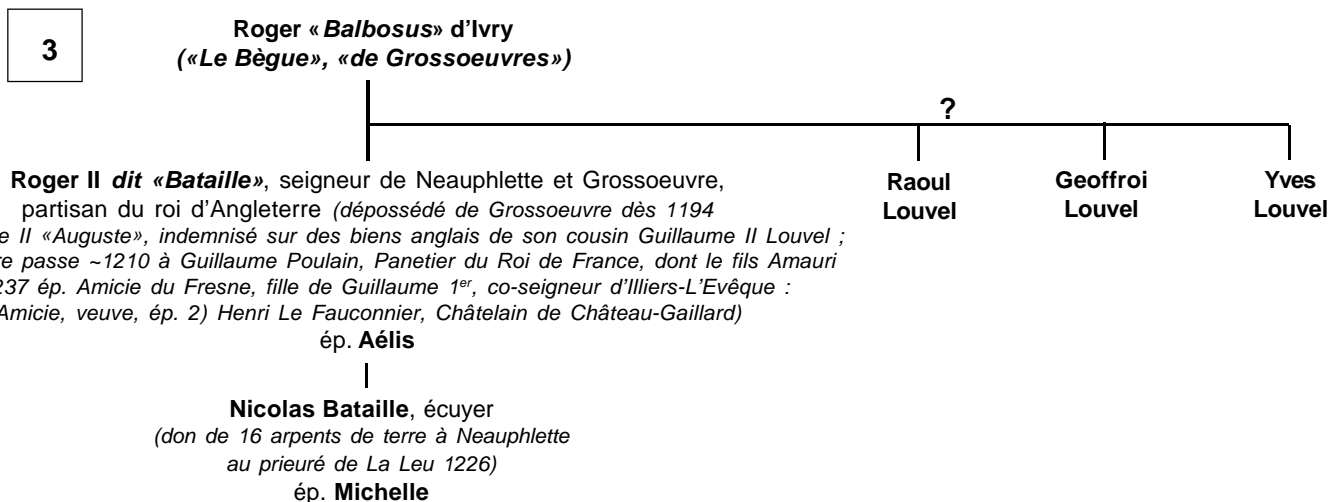 3
Roger «Balbosus» d’Ivry
(«Le Bègue», «de Grossoeuvres»)
?
Roger II dit «Bataille», seigneur de Neauphlette et Grossoeuvre,
partisan du roi d’Angleterre (dépossédé de Grossoeuvre dès 1194
e II «Auguste», indemnisé sur des biens anglais de son cousin Guillaume II Louvel ;
re passe ~1210 à Guillaume Poulain, Panetier du Roi de France, dont le fils Amauri
237 ép. Amicie du Fresne, fille de Guillaume 1er, co-seigneur d’Illiers-L’Evêque :
Amicie, veuve, ép. 2) Henri Le Fauconnier, Châtelain de Château-Gaillard)
ép. Aélis
Raoul
Louvel
Geoffroi
Louvel
Yves
Louvel
Nicolas Bataille, écuyer
(don de 16 arpents de terre à Neauphlette
au prieuré de La Leu 1226)
ép. Michelle